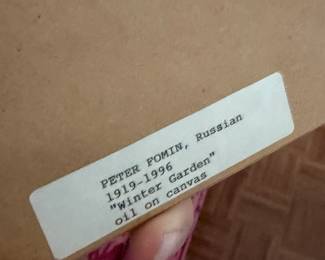 PETER FOMIN, Russian
1919-1996
"Winter Garden"
oil on canvas